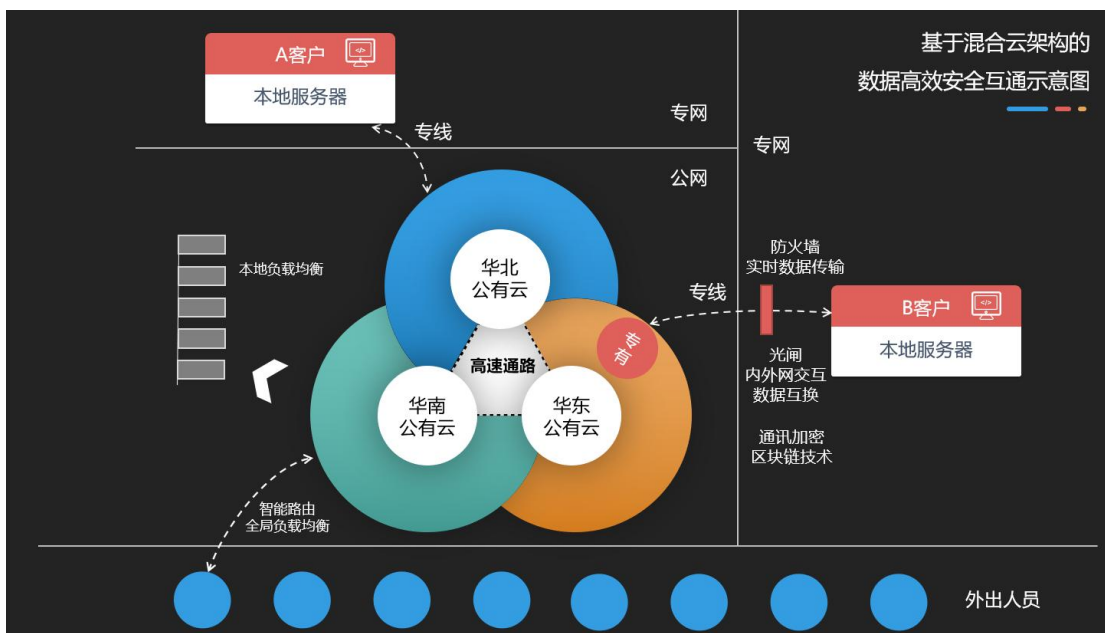 基于混合云架构的
数据高效安全互通示意图
A客户
本地服务器
专线
专网
专网
公网
华北
公有云
本地负载均衡
高速通路
华南
公有云
华东
公有云
专有
专线
防火墙
实时数据传输
B客户
本地服务器
光闸
内外网交互
数据互换
通讯加密
区块链技术
智能路由
全局负载均衡
外出人员